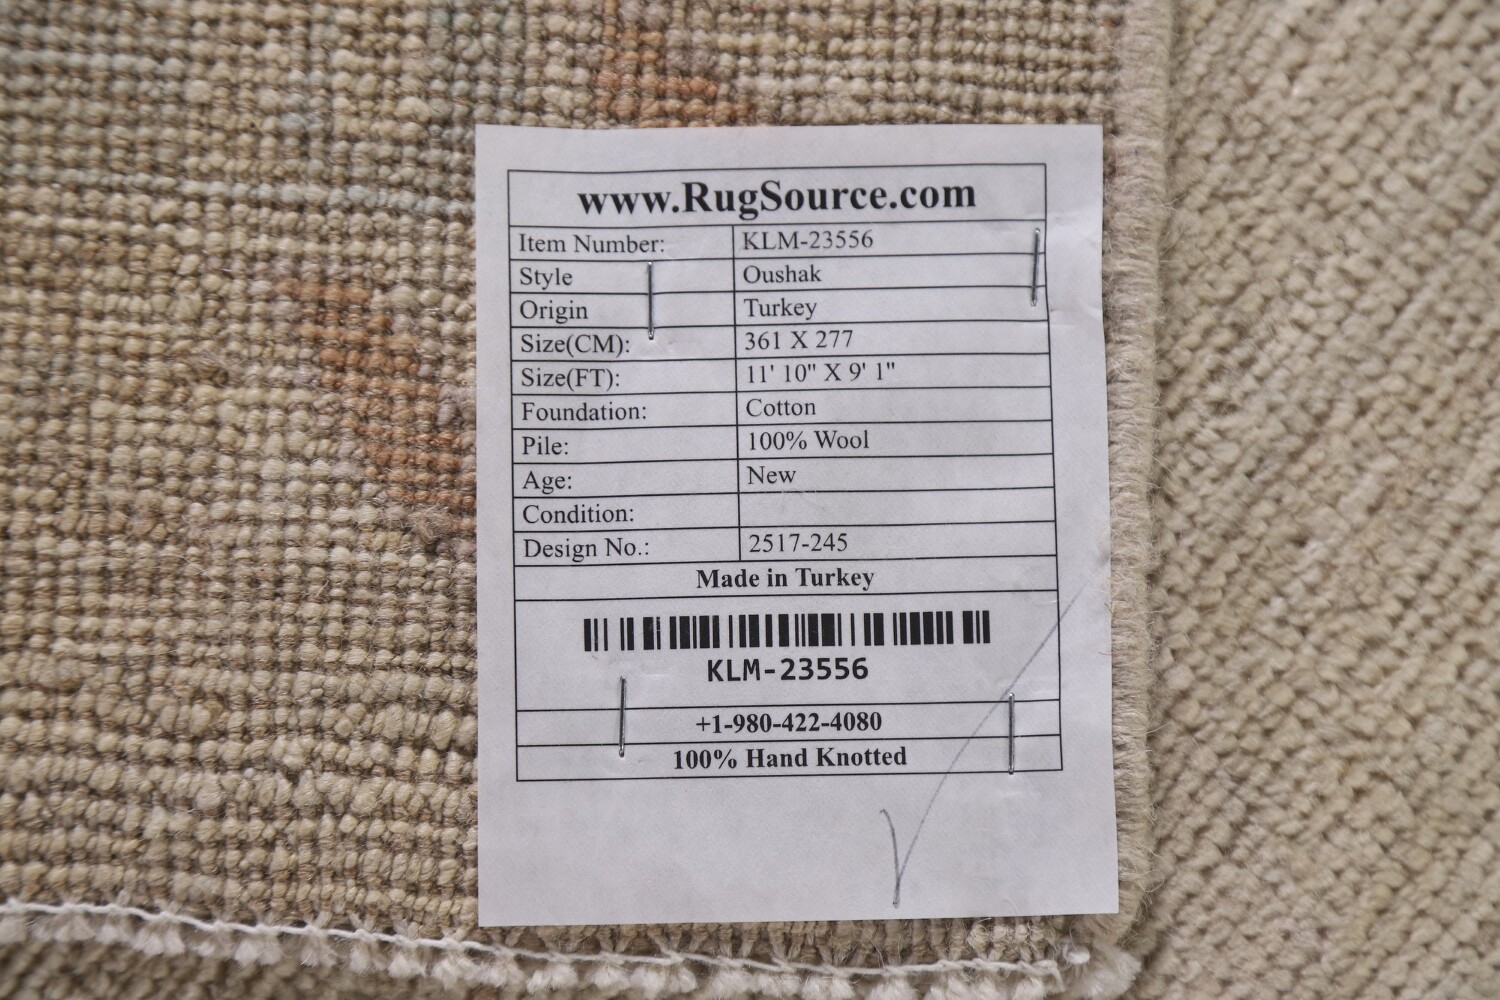 www.RugSource.com
Item Number: KLM-23556
Style Oushak
Origin Turkey
Size(CM): 361 X 277
Size(FT): 11' 10" X 9' 1"
Foundation: Cotton
Pile: 100% Wool
Age: New
Condition:
Design No.: 2517-245
Made in Turkey
KLM-23556
+1-980-422-4080
100% Hand Knotted